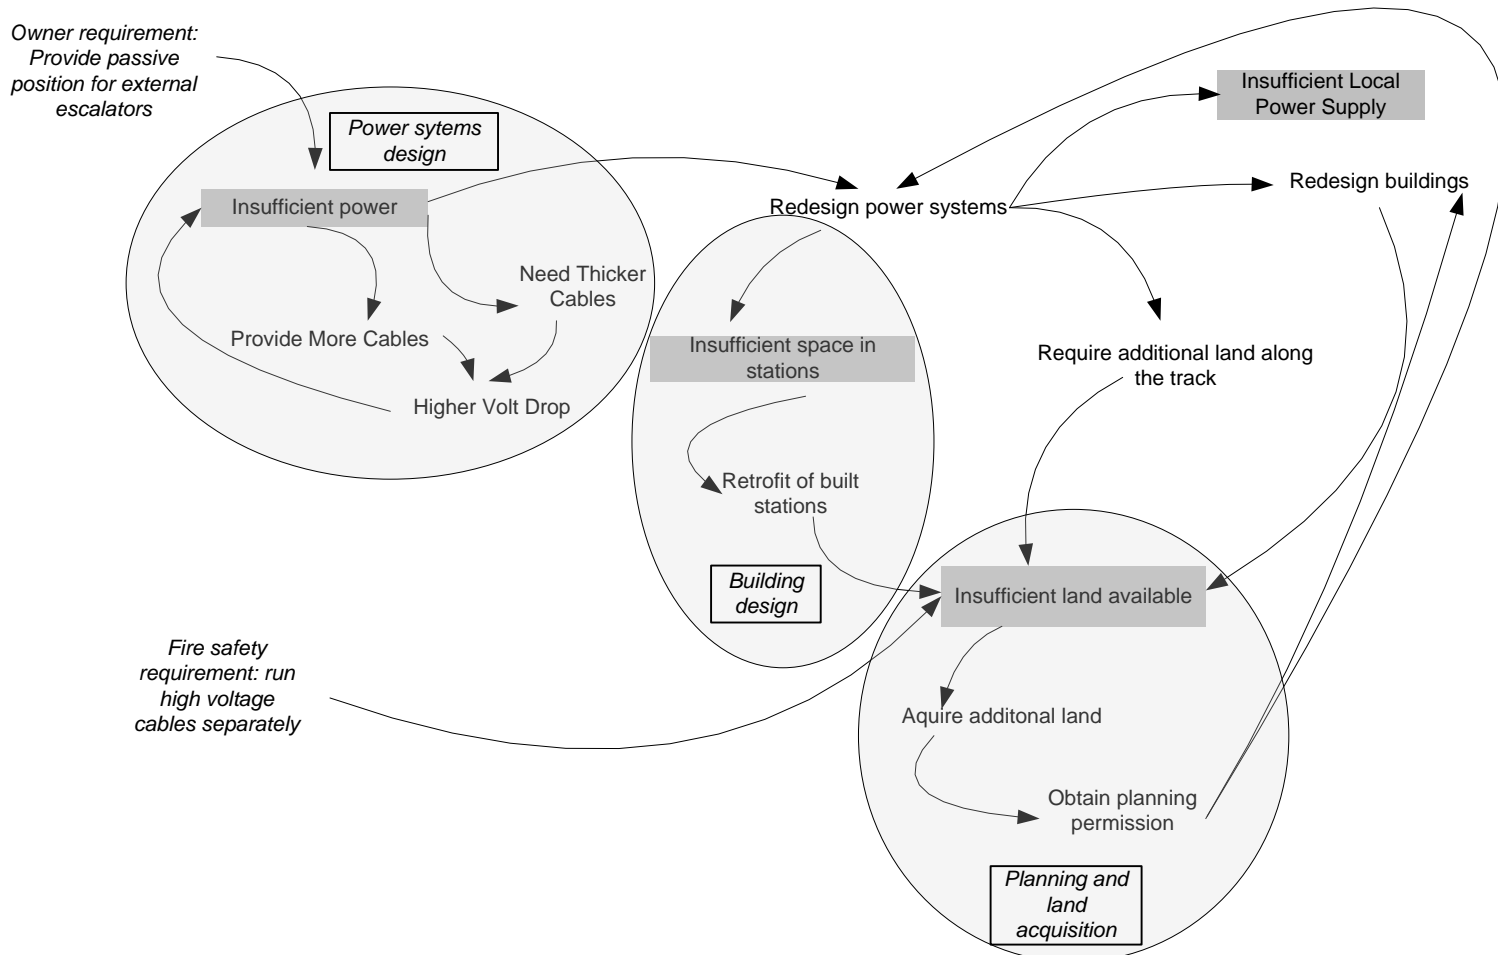 Owner requirement:
Provide passive
position for external
escalators
Power sytems
design
Insufficient power
Need Thicker
Cables
Provide More Cables
Higher Volt Drop
Redesign power systems
Insufficient Local
Power Supply
Redesign buildings
Insufficient space in
stations
Require additional land along
the track
Retrofit of built
stations
Building
design
Insufficient land available
Fire safety
requirement: run
high voltage
cables separately
Aquire additonal land
Obtain planning
permission
Planning and
land
acquisition